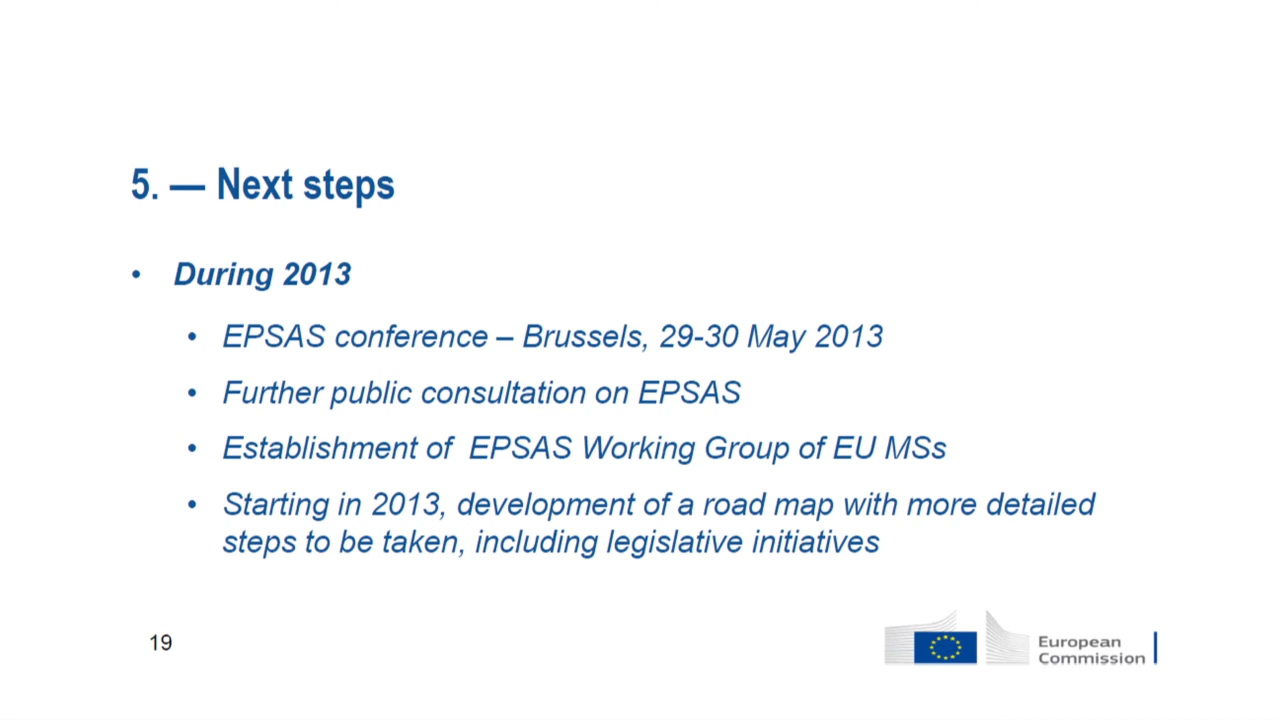 5. — Next steps
• During 2013
• EPSAS conference – Brussels, 29-30 May 2013
• Further public consultation on EPSAS
• Establishment of  EPSAS Working Group of EU MSs
• Starting in 2013, development of a road map with more detailed
steps to be taken, including legislative initiatives
19
European
Commission